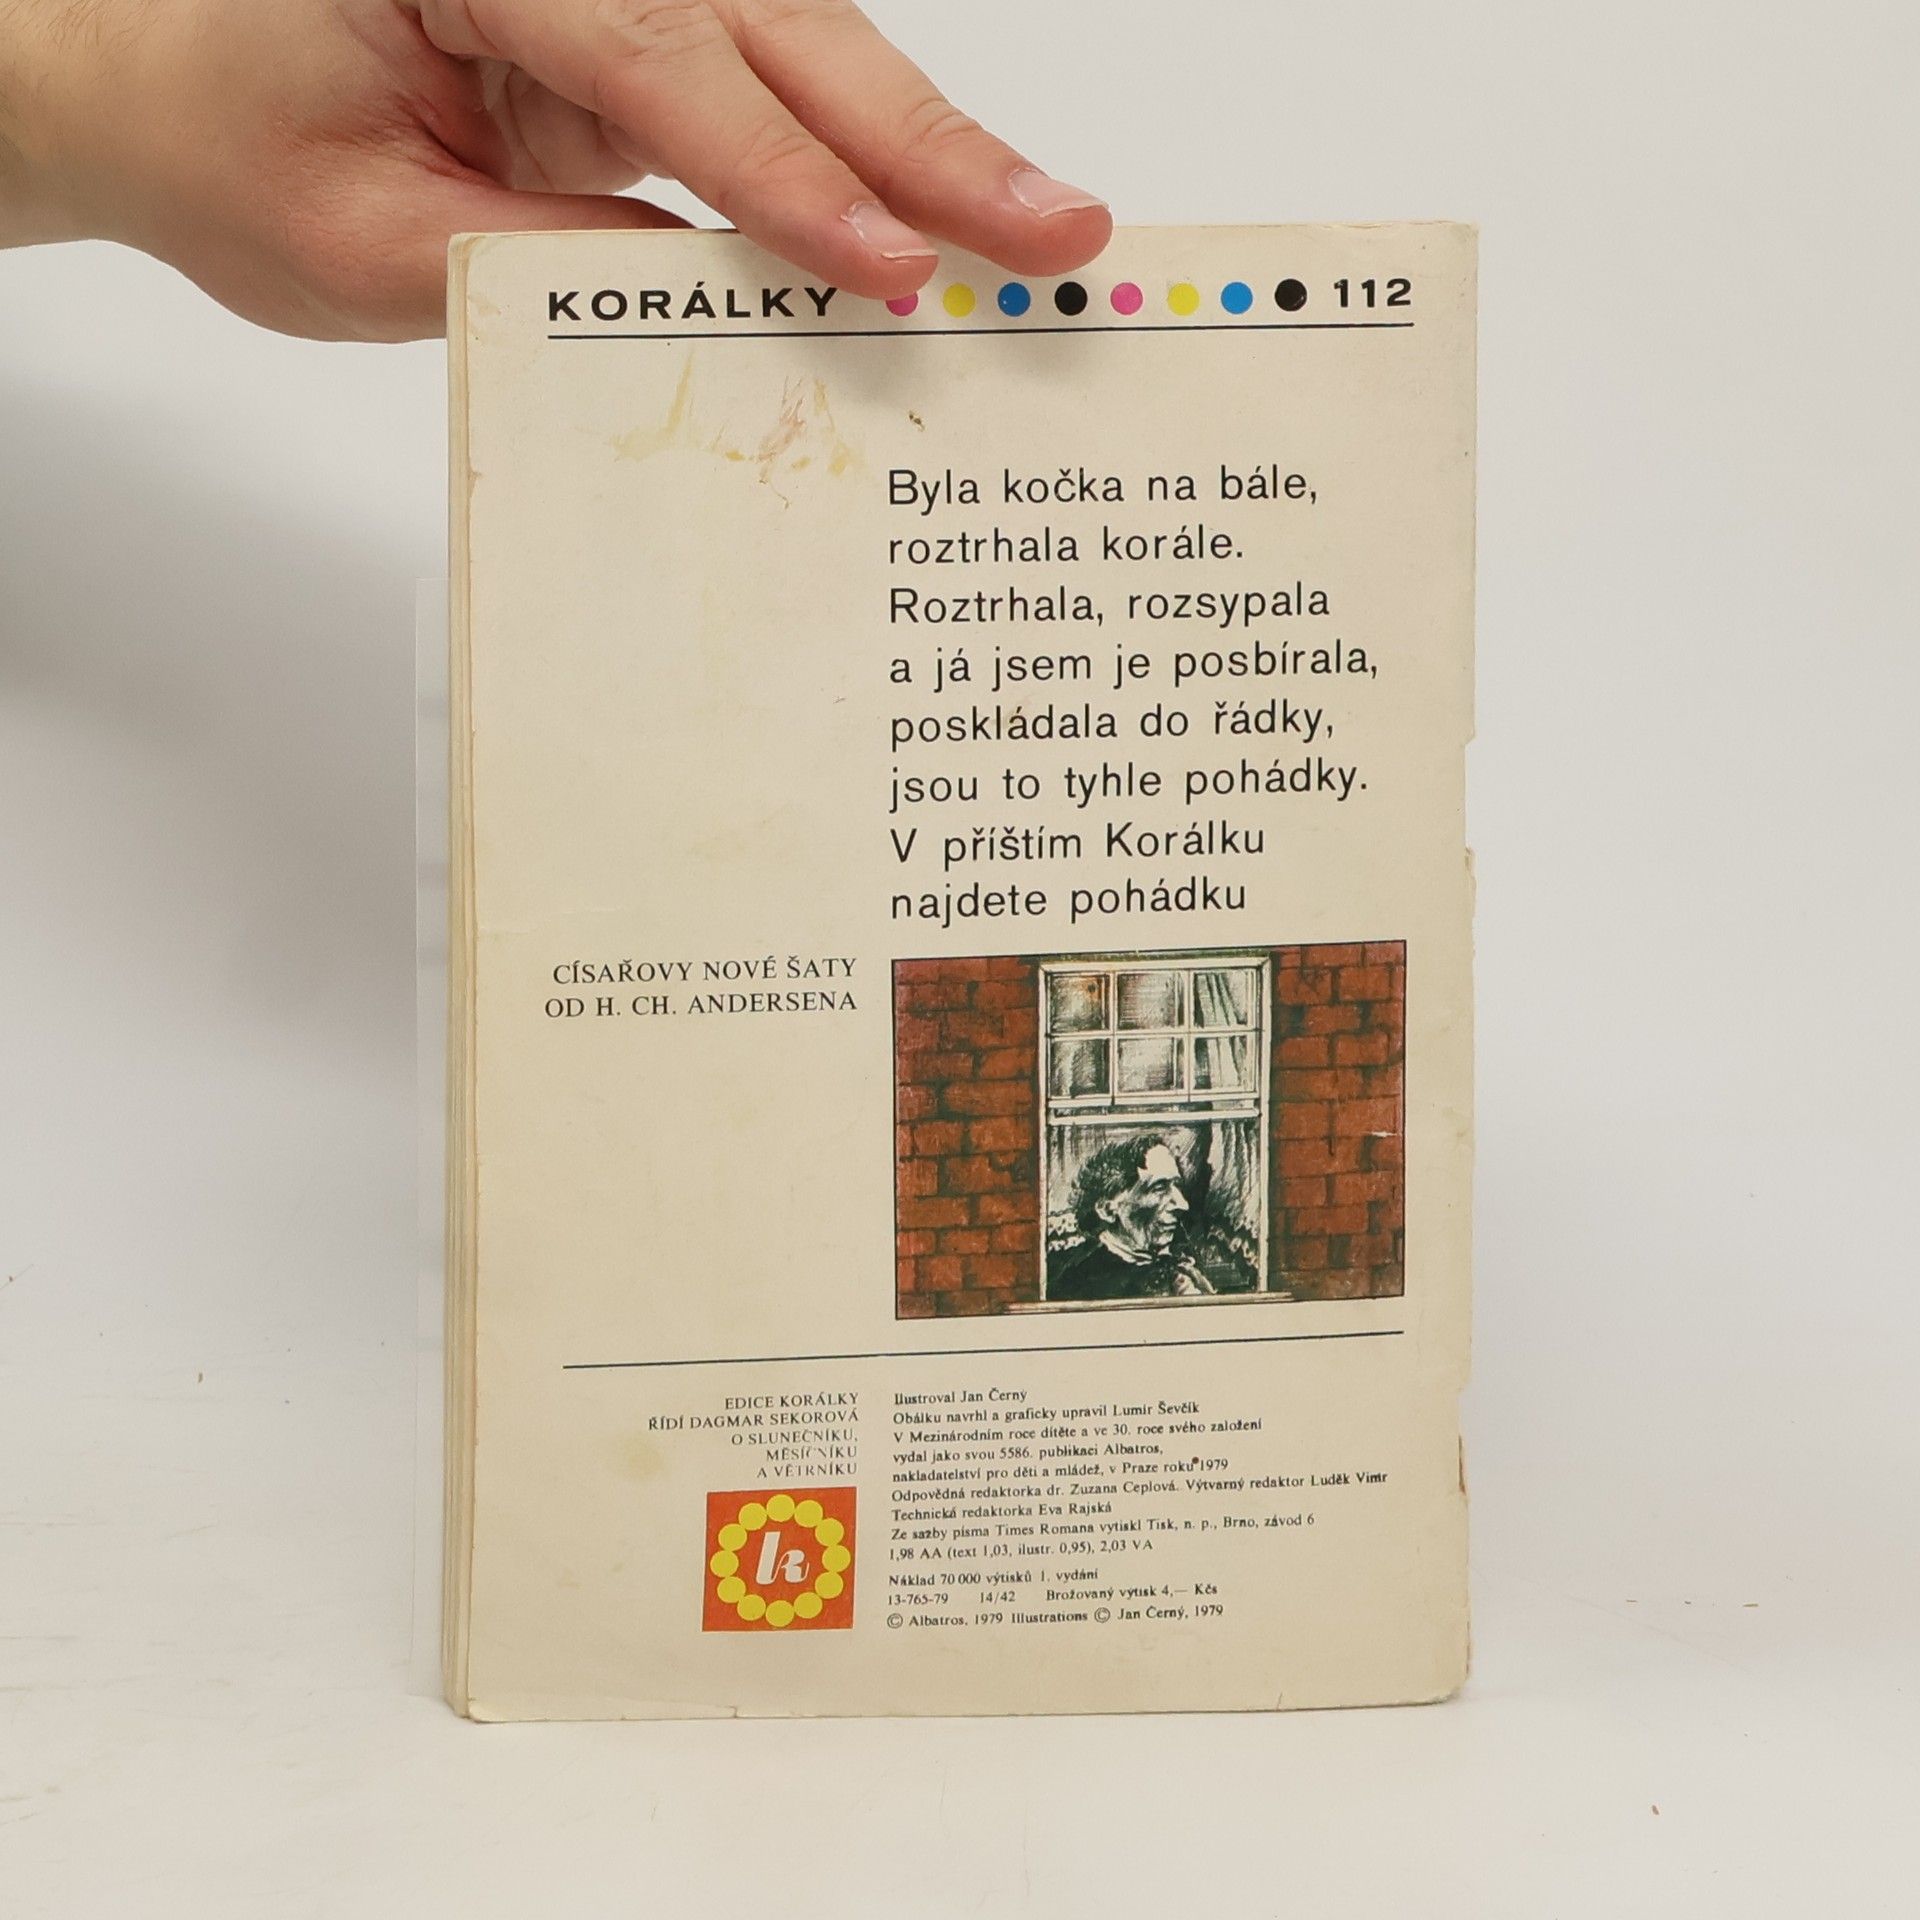 KORÁLKY 112
Byla kočka na bále,
roztrhala korále.
Roztrhala, rozsypala
a já jsem je posbírala,
poskládala do řádky,
jsou to tyhle pohádky.
V příštím Korálku
najdete pohádku
CÍSAŘOVY NOVÉ ŠATY
OD H. CH. ANDERSENA
EDICE KORÁLKY
ŘÍDÍ DAGMAR SEKOROVÁ
O SLUNEČNÍKU,
MĚSÍČNÍKU
A VĚTRNÍKU
k
Ilustroval Jan Černý
Obálku navrhl a graficky upravil Lumír Ševčík
V Mezinárodním roce dítěte a ve 30. roce svého založení
vydal jako svou 5586. publikaci Albatros,
nakladatelství pro děti a mládež, v Praze roku 1979
Odpovědná redaktorka dr. Zuzana Ceplová. Výtvarný redaktor Luděk Vimr
Technická redaktorka Eva Rajská
Ze sazby písma Times Romana vytiskl Tisk, n. p., Brno, závod 6
1,98 AA (text 1,03, ilustr. 0,95), 2,03 VA
Náklad 70 000 výtisků 1. vydání
13-765-79 14/42 Brožovaný výtisk 4,— Kčs
© Albatros, 1979 Illustrations © Jan Černý, 1979